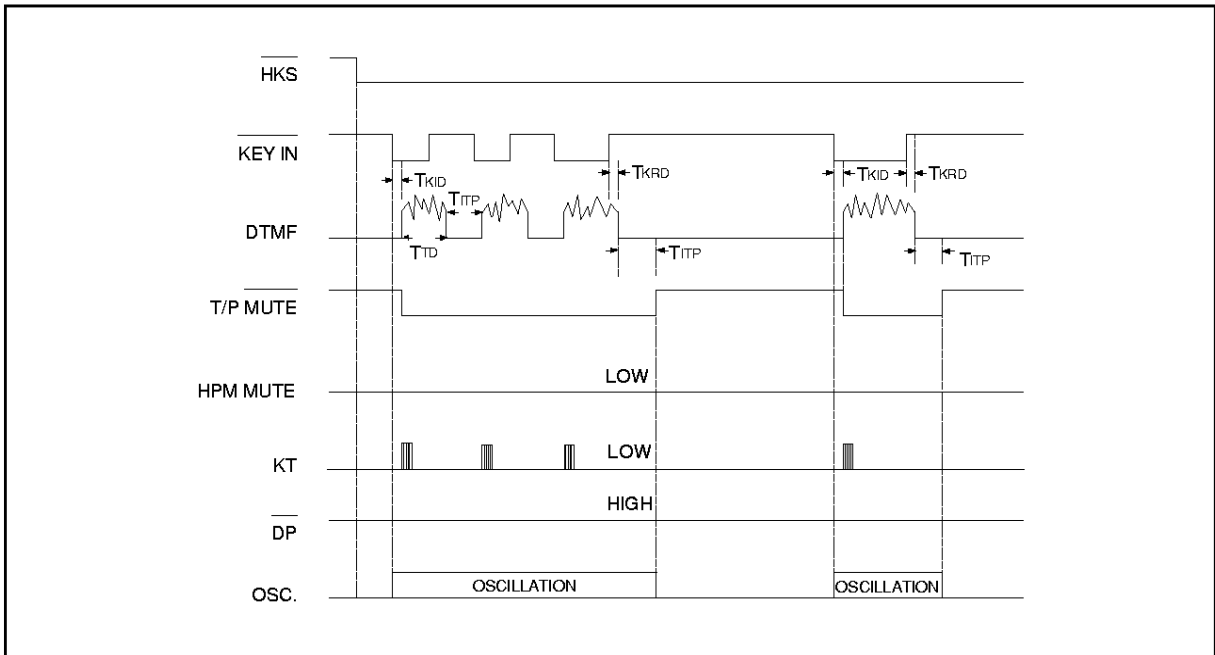 HKS
KEY IN
TKID
TKRD
TKID
TKRD
TITP
DTMF
TTD
TITP
TITP
T/P MUTE
LOW
HPM MUTE
LOW
KT
HIGH
DP
OSCILLATION
OSCILLATION
OSC.